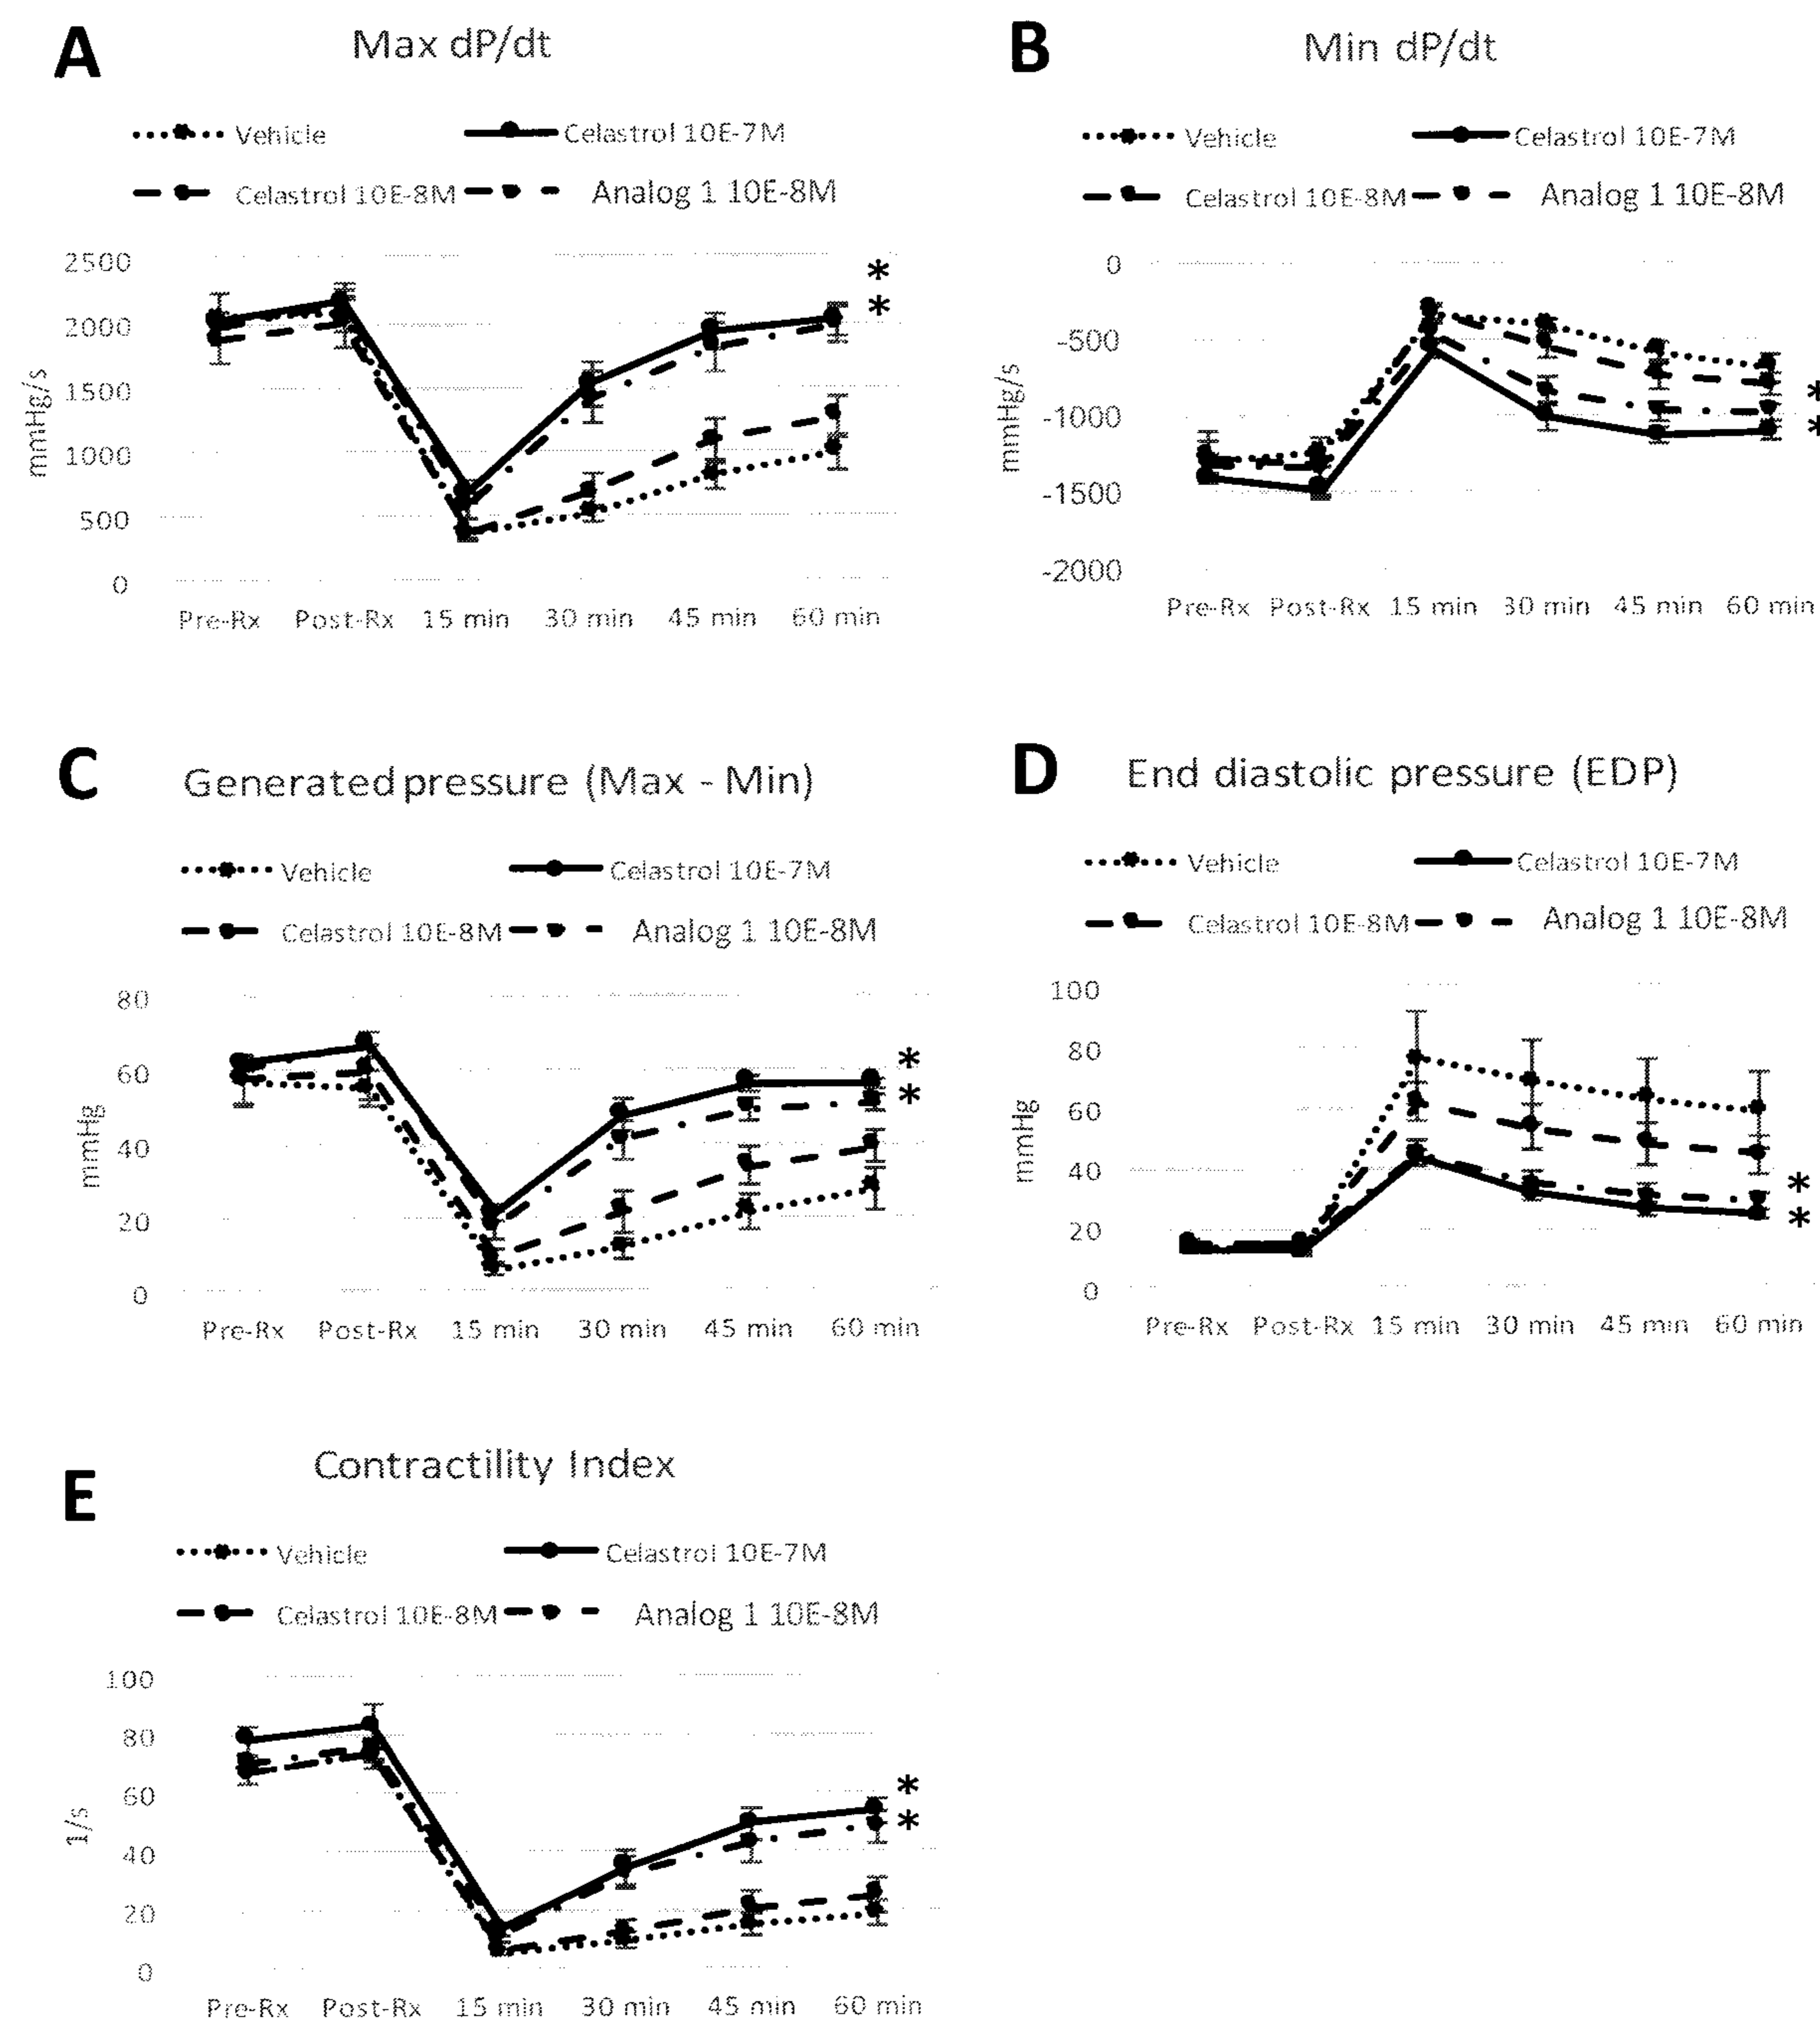 A
Max dP/dt
Vehicle
Celastrol 10E-7M
Celastrol 10E-8M
Analog 1 10E-8M
mmHg/s
2500
2000
1500
1000
500
0
*
*
Pre-Rx Post-Rx 15 min 30 min 45 min 60 min
B
Min dP/dt
Vehicle
Celastrol 10E-7M
Celastrol 10E-8M
Analog 1 10E-8M
mmHg/s
0
-500
-1000
-1500
-2000
*
*
Pre-Rx Post-Rx 15 min 30 min 45 min 60 min
C
Generated pressure (Max - Min)
Vehicle
Celastrol 10E-7M
Celastrol 10E-8M
Analog 1 10E-8M
mmHg
80
60
40
20
0
*
*
Pre-Rx Post-Rx 15 min 30 min 45 min 60 min
D
End diastolic pressure (EDP)
Vehicle
Celastrol 10E-7M
Celastrol 10E-8M
Analog 1 10E-8M
mmHg
100
80
60
40
20
0
*
*
Pre-Rx Post-Rx 15 min 30 min 45 min 60 min
E
Contractility Index
Vehicle
Celastrol 10E-7M
Celastrol 10E-8M
Analog 1 10E-8M
1/s
100
80
60
40
20
0
*
*
Pre-Rx Post-Rx 15 min 30 min 45 min 60 min